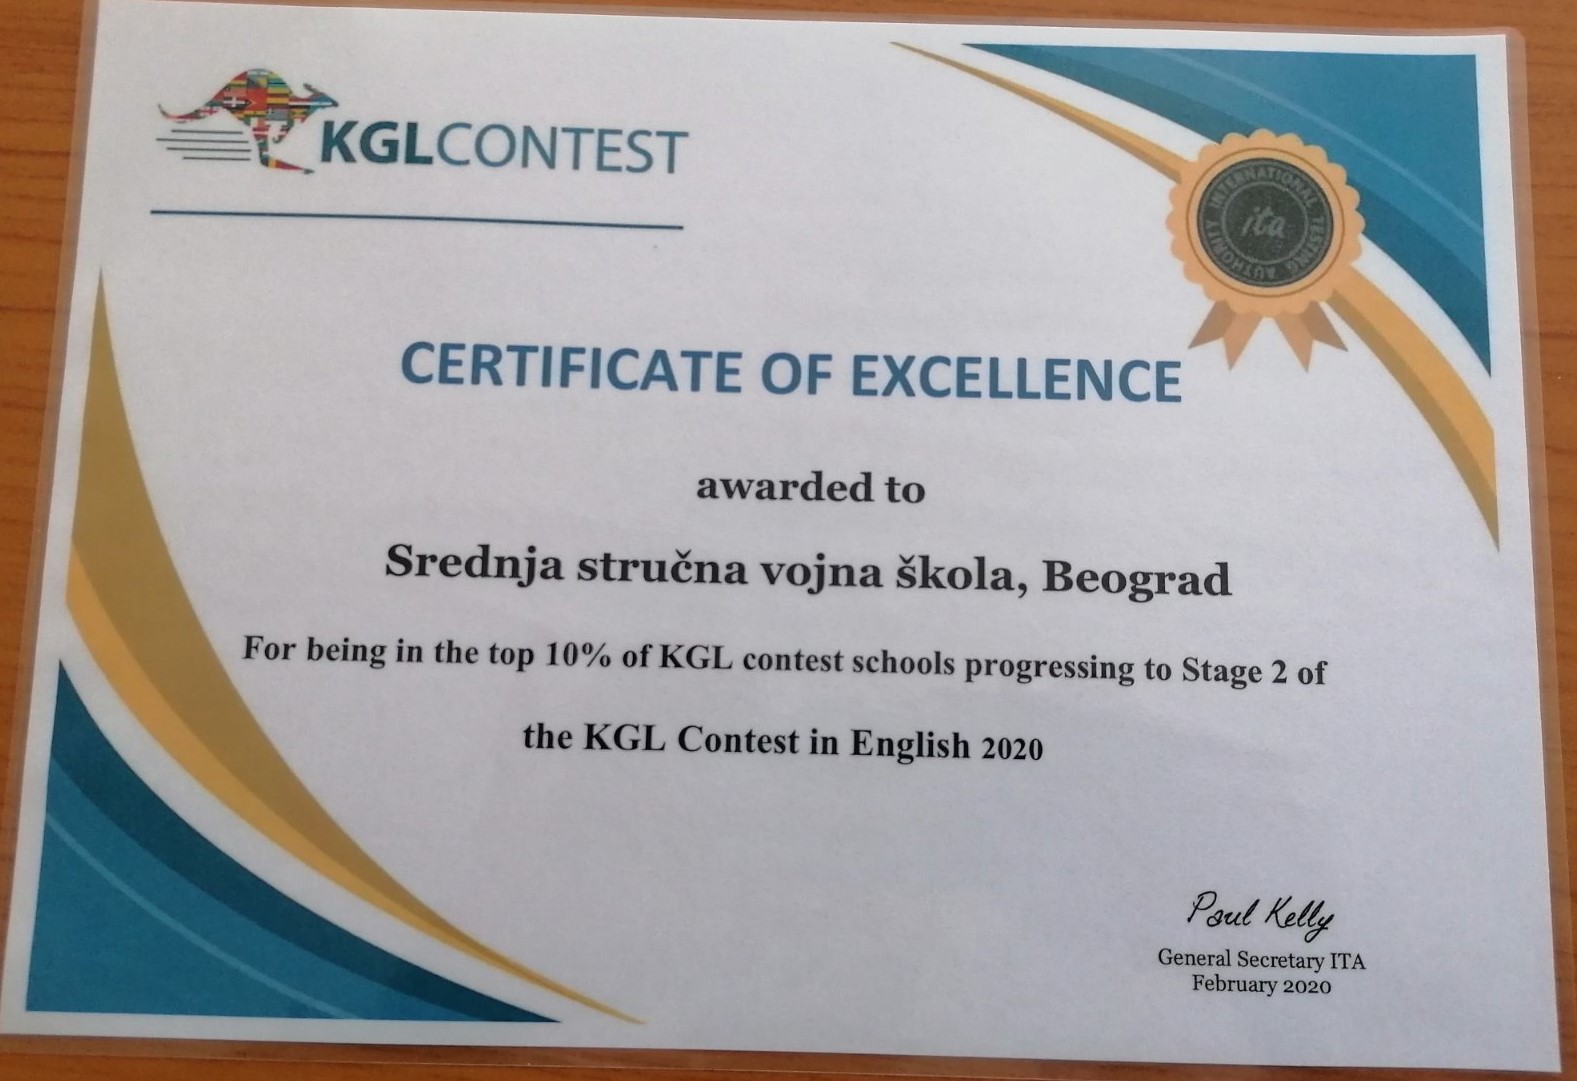 KGLCONTEST
INTERNATIONAL TESTING AUTHORITY
ita
CERTIFICATE OF EXCELLENCE
awarded to
Srednja stručna vojna škola, Beograd
For being in the top 10% of KGL contest schools progressing to Stage 2 of
the KGL Contest in English 2020
Paul Kelly
General Secretary ITA
February 2020